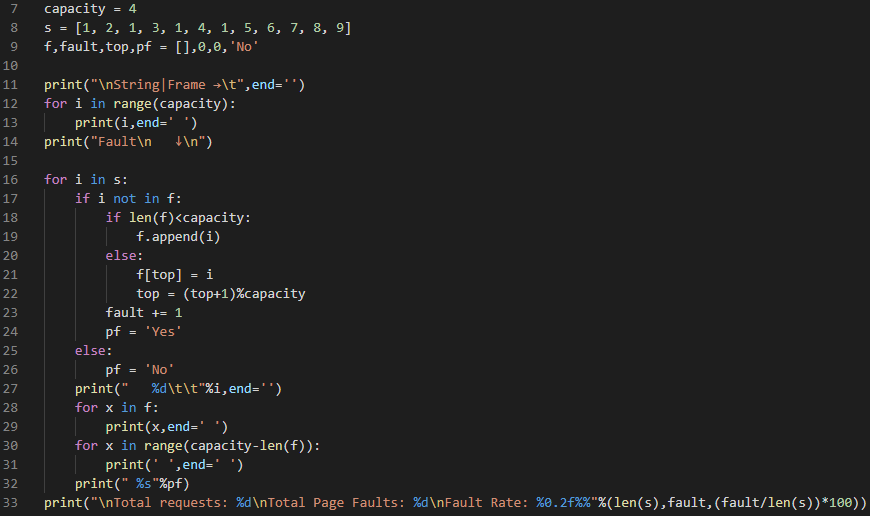 7 capacity = 4
8 s = [1, 2, 1, 3, 1, 4, 1, 5, 6, 7, 8, 9]
9 f,fault,top,pf = [],0,0,'No'
10
11 print("\nString|Frame →\t",end='')
12 for i in range(capacity):
13     print(i,end=' ')
14 print("Fault\n   ↓\n")
15
16 for i in s:
17     if i not in f:
18         if len(f)<capacity:
19             f.append(i)
20         else:
21             f[top] = i
22             top = (top+1)%capacity
23         fault += 1
24         pf = 'Yes'
25     else:
26         pf = 'No'
27     print("   %d\t\t"%i,end='')
28     for x in f:
29         print(x,end=' ')
30     for x in range(capacity-len(f)):
31         print(' ',end=' ')
32     print(" %s"%pf)
33 print("\nTotal requests: %d\nTotal Page Faults: %d\nFault Rate: %0.2f%%"%(len(s),fault,(fault/len(s))*100))